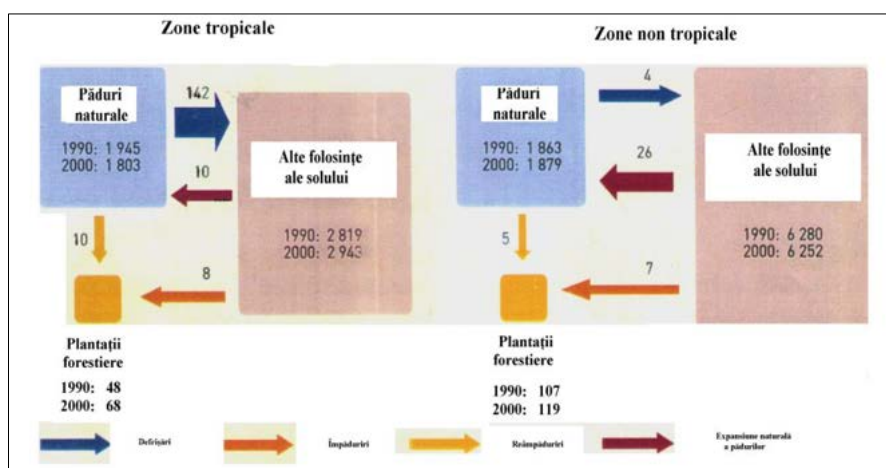 Zone tropicale
Păduri naturale
1990: 1 945
2000: 1 803
142
10
Alte folosințe
ale solului
1990: 2 819
2000: 2 943
10
8
Plantații
forestiere
1990: 48
2000: 68
Zone non tropicale
Păduri naturale
1990: 1 863
2000: 1 879
4
26
Alte folosințe
ale solului
1990: 6 280
2000: 6 252
5
7
Plantații
forestiere
1990: 107
2000: 119
Defrișări
Împăduriri
Reîmpăduriri
Expansiune naturală
a pădurilor